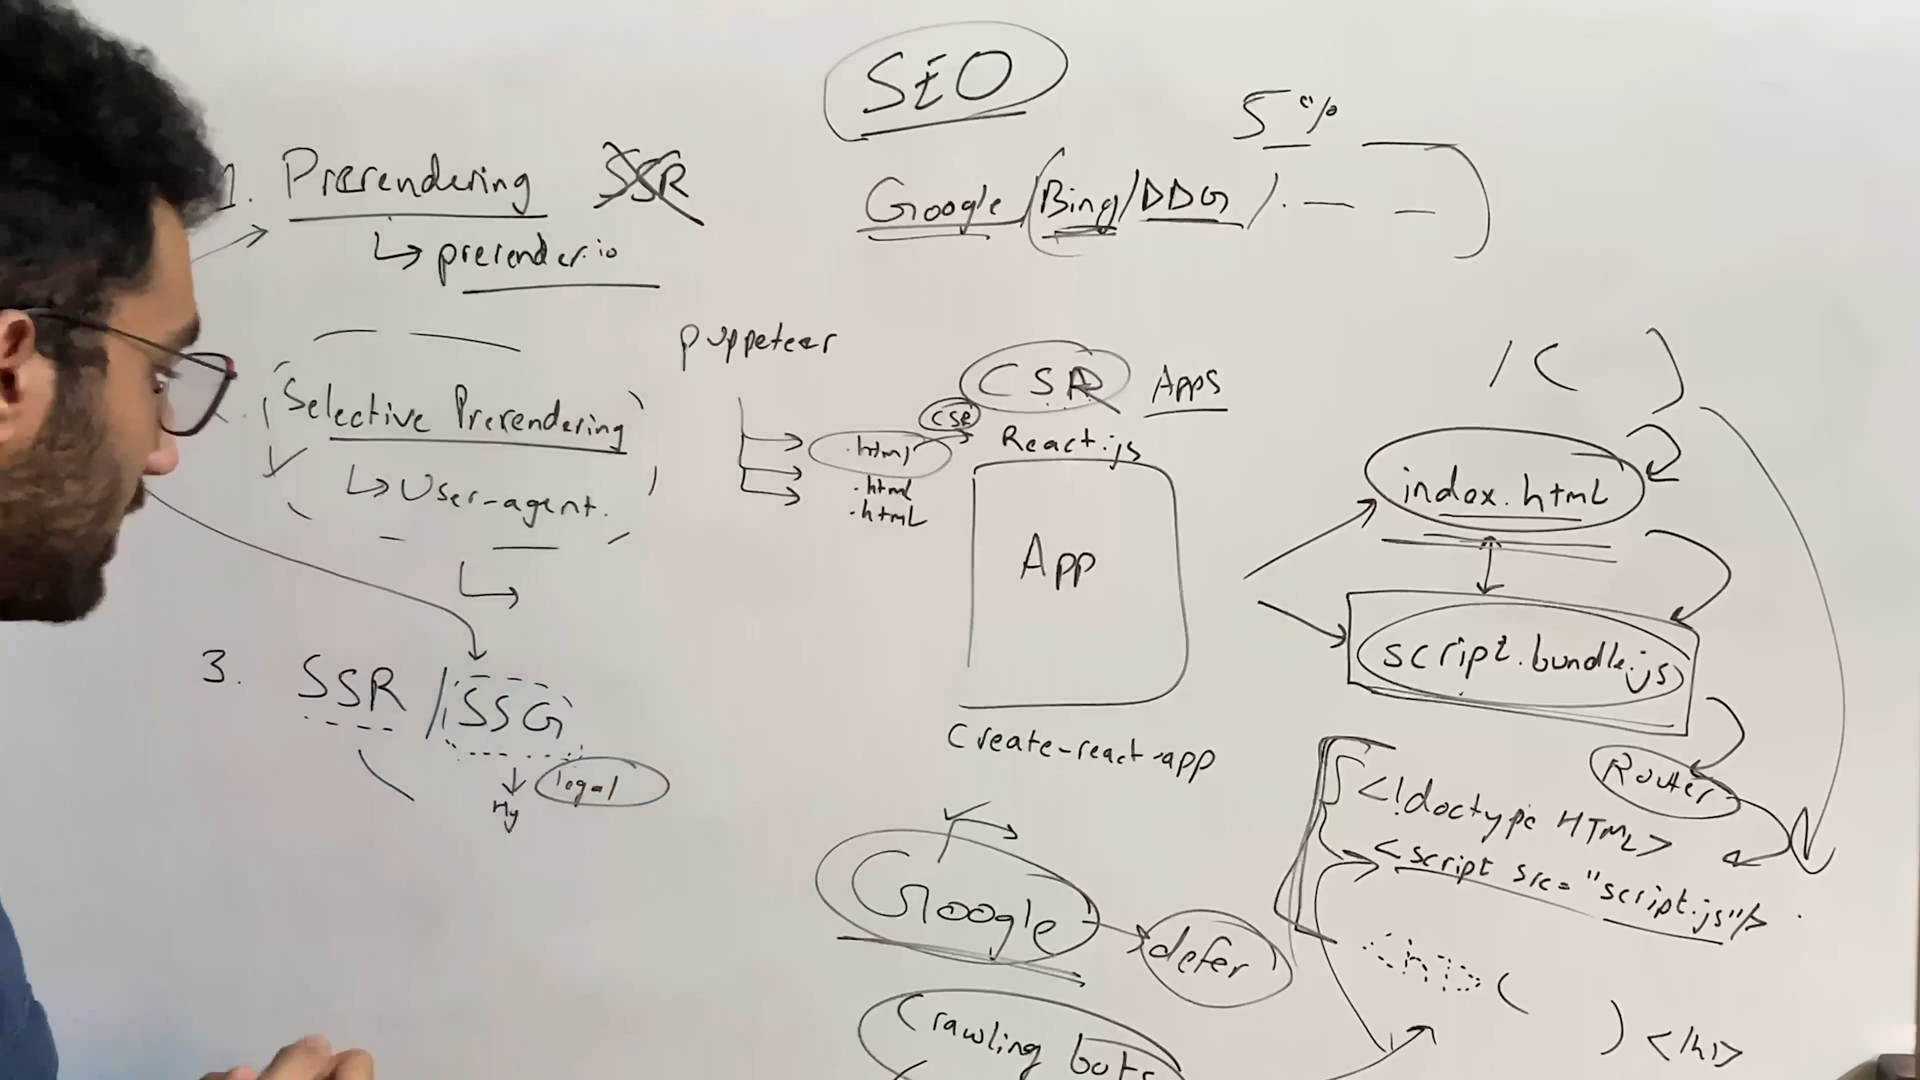 SEO
5%
Google / Bing / DDG /
1. Prerendering SSR
↳ prerender.io
Selective Prerendering
↳ User-agent.
3. SSR / SSG
legal
My
puppeteer
.html
.html
.html
CSR
CSR Apps
React.js
App
Create-react-app
/ ( )
index.html
script.bundle.js
Router
<!doctype HTML>
<script src="script.js"/>
<h1> ( ) </h1>
Google
defer
Crawling bots